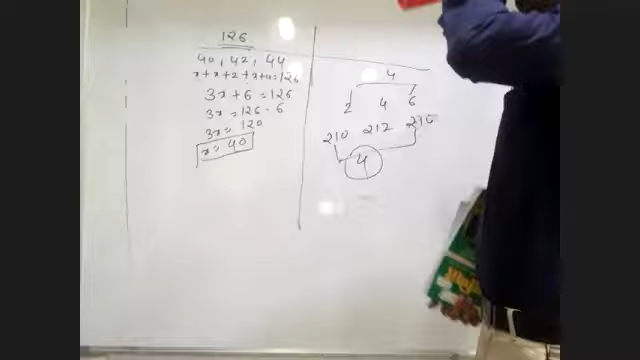 126
40, 42, 44
x+x+2+x+4=126
3x+6=126
3x=126-6
3x=120
x=40
4
2 4 6
210 212
4